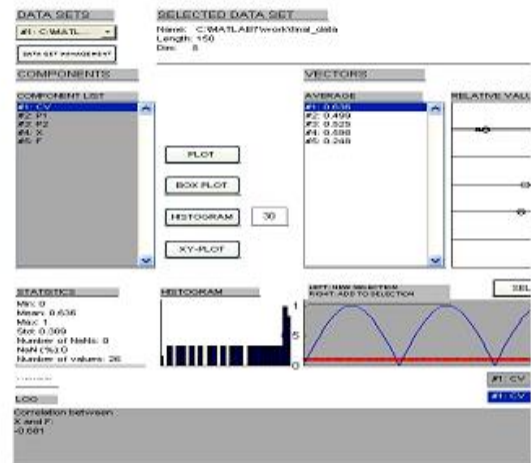 DATA SETS
#1: C:\MATL...
DATA SET MANAGEMENT
SELECTED DATA SET
Name: C:\MATLAB7\work\final_data
Length: 150
Dim: 5
COMPONENTS
COMPONENT LIST
#1: CV
#2: P1
#3: P2
#4: X
#5: F
PLOT
BOX PLOT
HISTOGRAM
30
XY-PLOT
VECTORS
AVERAGE
#1: 0.636
#2: 0.499
#3: 0.525
#4: 0.698
#5: 0.248
RELATIVE VALU
STATISTICS
Min: 0
Mean: 0.636
Max: 1
Std: 0.309
Number of NaNs: 0
NaN (%): 0
Number of values: 26
HISTOGRAM
LEFT: NEW SELECTION
RIGHT: ADD TO SELECTION
SEL
1
5
0
#1: CV
#1: CV
LOG
Correlation between
X and F:
-0.681